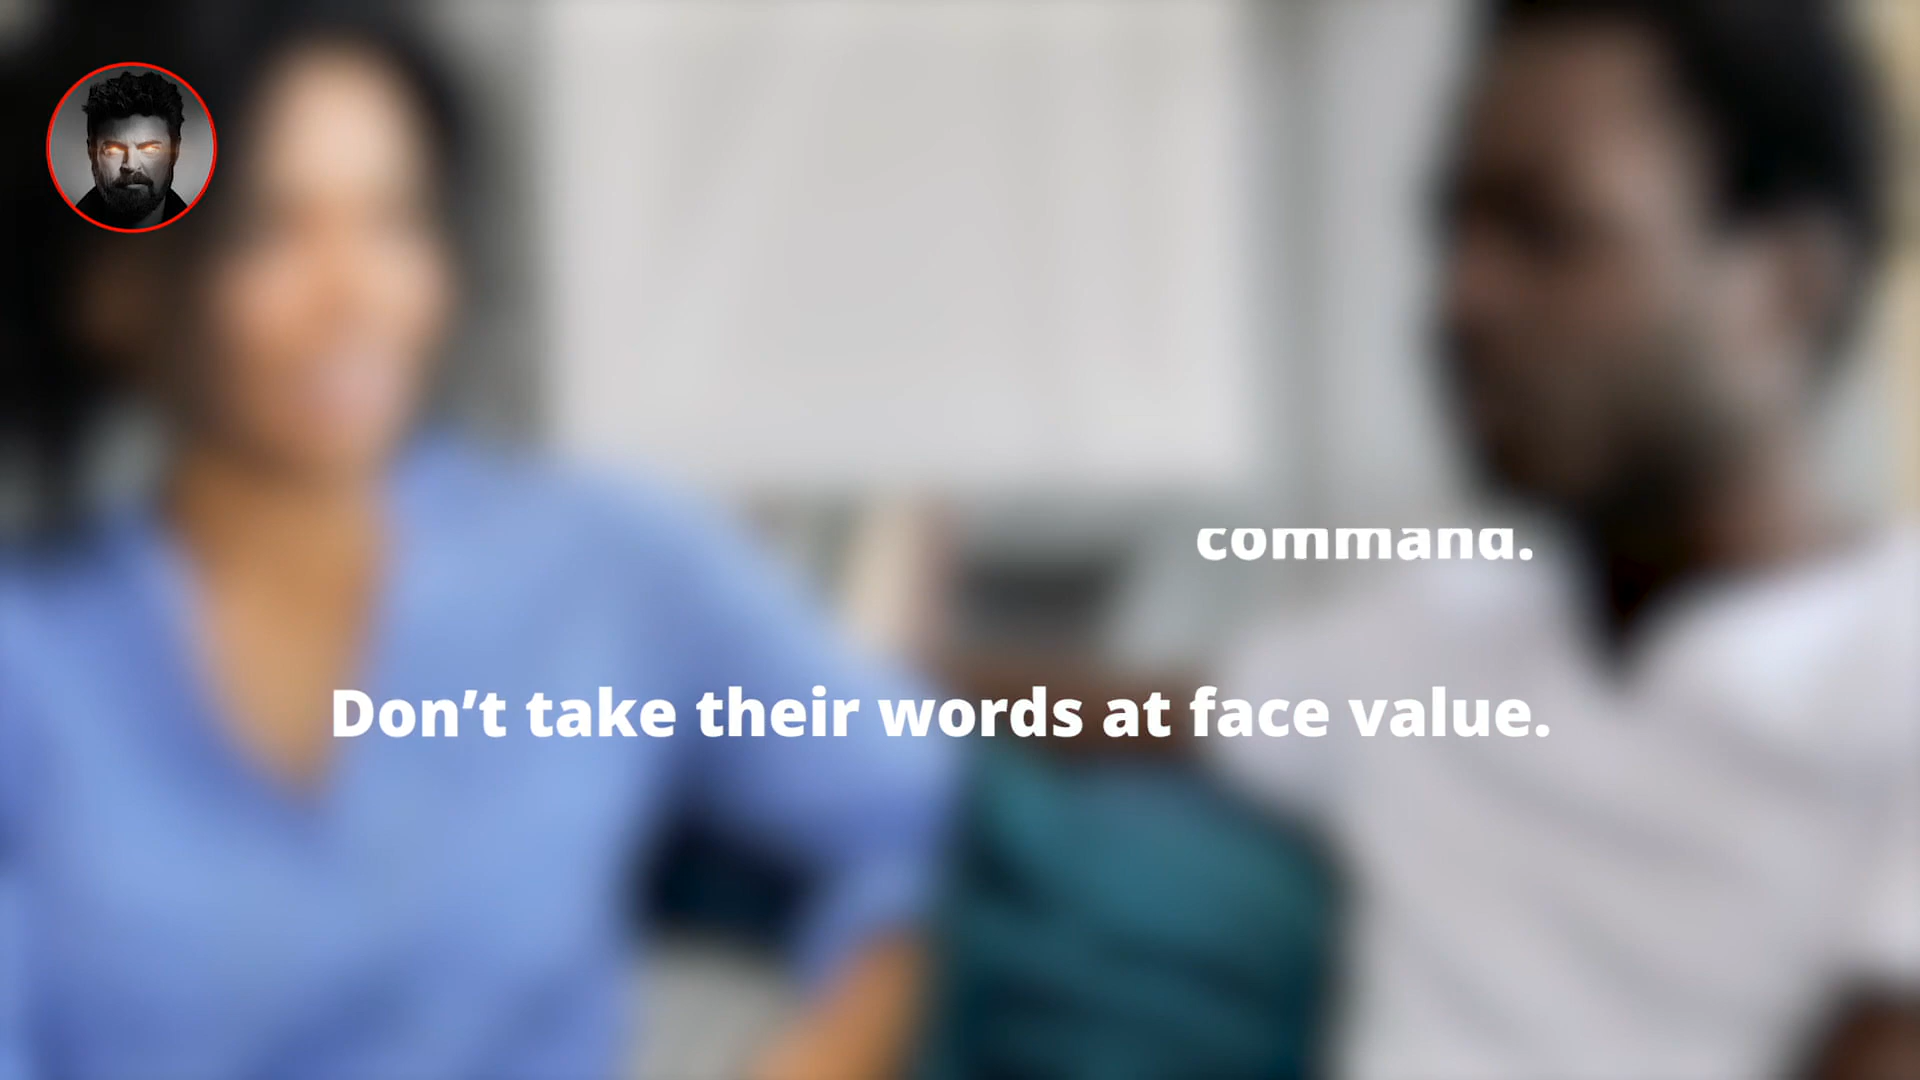 command.
Don’t take their words at face value.